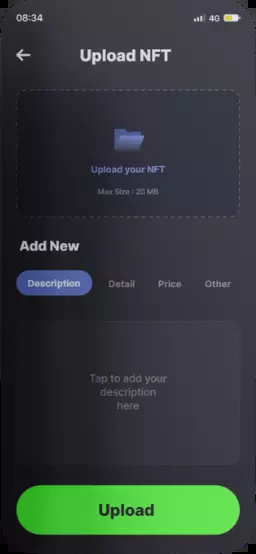 08:34
4G
Upload NFT
Upload your NFT
Max Size : 20 MB
Add New
Description Detail Price Other
Tap to add your
description
here
Upload